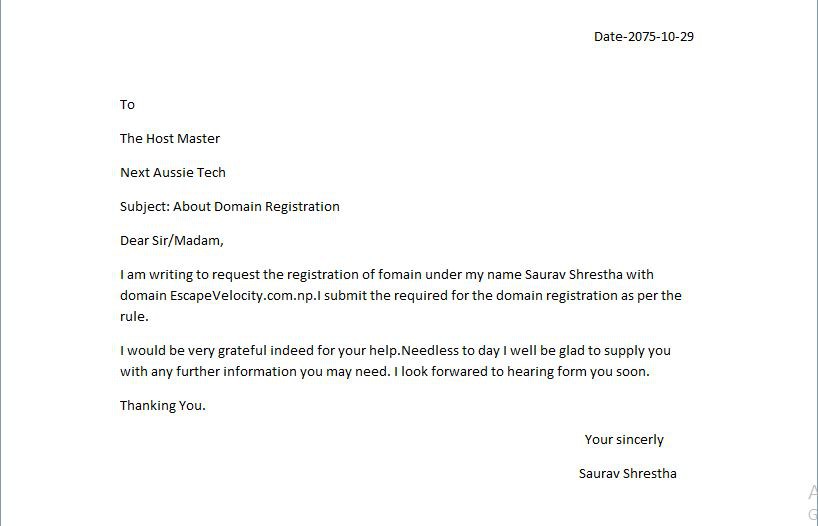 Date-2075-10-29
To
The Host Master
Next Aussie Tech
Subject: About Domain Registration
Dear Sir/Madam,
I am writing to request the registration of fomain under my name Saurav Shrestha with
domain EscapeVelocity.com.np.I submit the required for the domain registration as per the
rule.
I would be very grateful indeed for your help.Needless to day I well be glad to supply you
with any further information you may need. I look forwared to hearing form you soon.
Thanking You.
Your sincerly
Saurav Shrestha